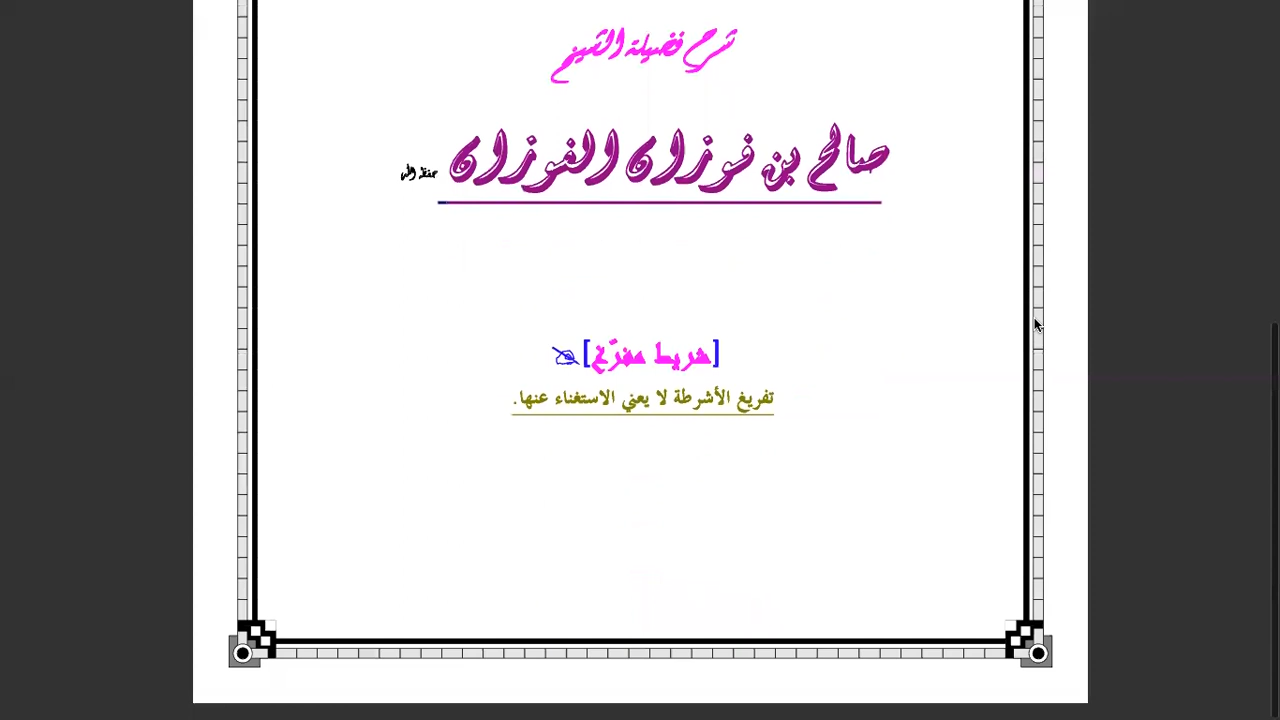 شرح فضيلة الشيخ
صالح بن فوزان الفوزان حفظه الله
[شريط مفرّغ]
تفريغ الأشرطة لا يعني الاستغناء عنها.